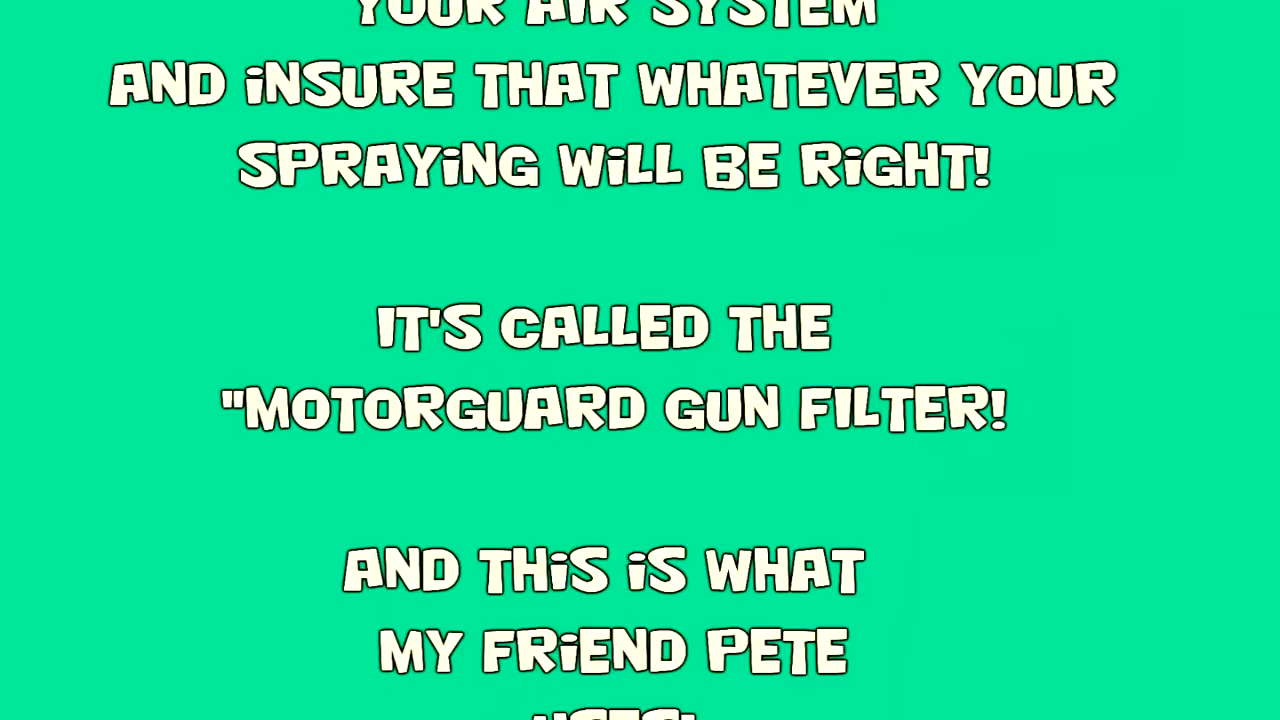 YOUR AIR SYSTEM
AND INSURE THAT WHATEVER YOUR
SPRAYING WILL BE RIGHT!
IT'S CALLED THE
"MOTORGUARD GUN FILTER!
AND THIS IS WHAT
MY FRIEND PETE
USES!